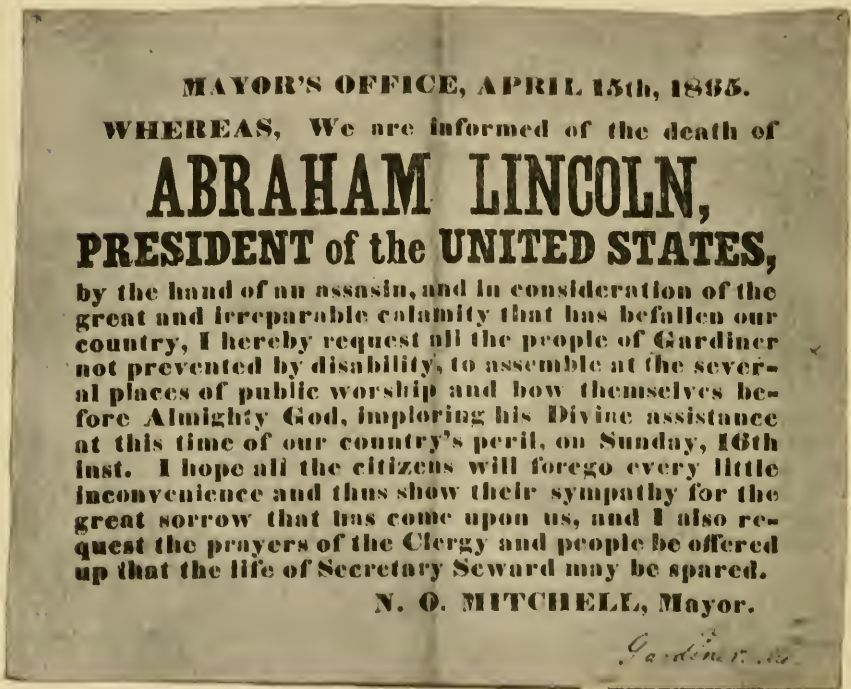 MAYOR'S OFFICE, APRIL 15th, 1865.
WHEREAS, We are informed of the death of
ABRAHAM LINCOLN,
PRESIDENT of the UNITED STATES,
by the hand of an assasin, and in consideration of the
great and irreparable calamity that has befallen our
country, I hereby request all the people of Gardiner
not prevented by disability, to assemble at the sever-
al places of public worship and bow themselves be-
fore Almighty God, imploring his Divine assistance
at this time of our country's peril, on Sunday, 16th
inst. I hope all the citizens will forego every little
inconvenience and thus show their sympathy for the
great sorrow that has come upon us, and I also re-
quest the prayers of the Clergy and people be offered
up that the life of Secretary Seward may be spared.
N. O. MITCHELL, Mayor.
Gardiner.